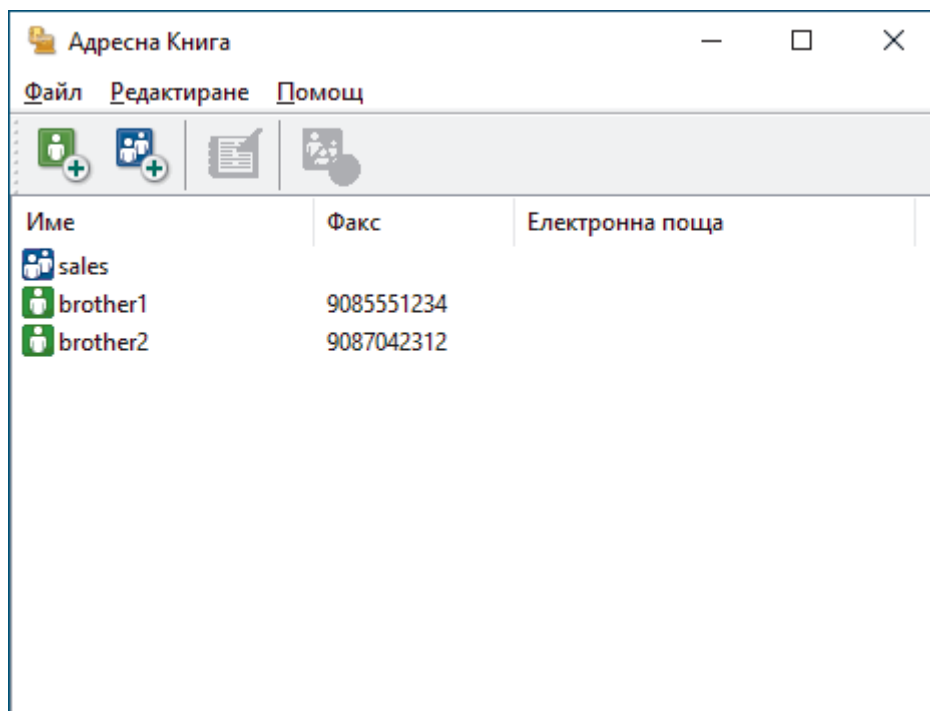 Адресна Книга
Файл Редактиране Помощ
Име Факс Електронна поща
sales
brother1 9085551234
brother2 9087042312